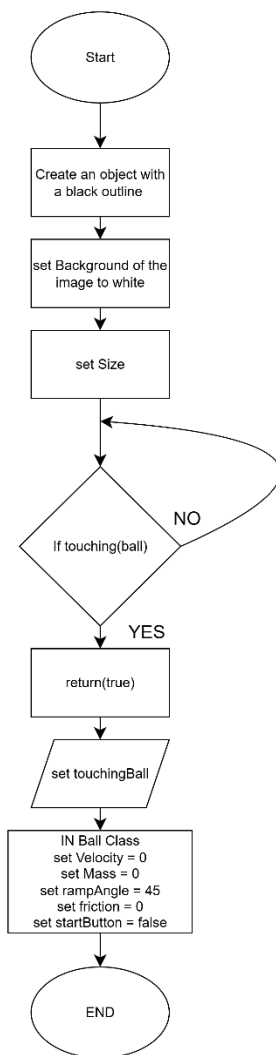 Start
Create an object with
a black outline
set Background of the
image to white
set Size
If touching(ball)
NO
YES
return(true)
set touchingBall
IN Ball Class
set Velocity = 0
set Mass = 0
set rampAngle = 45
set friction = 0
set startButton = false
END